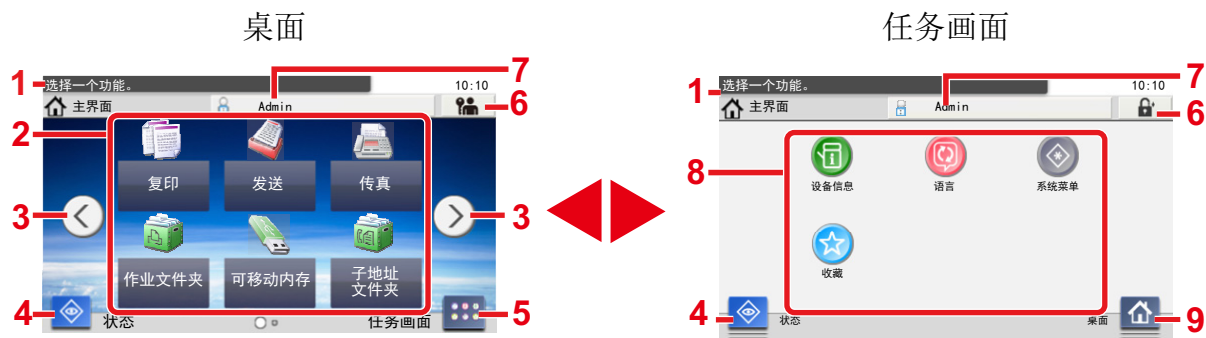 桌面
任务画面
1
选择一个功能。
10:10
7
主界面
Admin
6
2
复印
发送
传真
3
3
作业文件夹
可移动内存
子地址
文件夹
4
状态
任务画面
5
1
选择一个功能。
10:10
7
主界面
Admin
6
8
设备信息
语言
系统菜单
收藏
4
状态
桌面
9